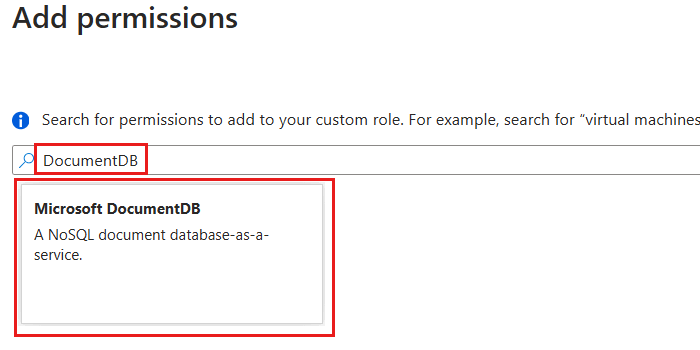 Add permissions
Search for permissions to add to your custom role. For example, search for “virtual machines
DocumentDB
Microsoft DocumentDB
A NoSQL document database-as-a-
service.